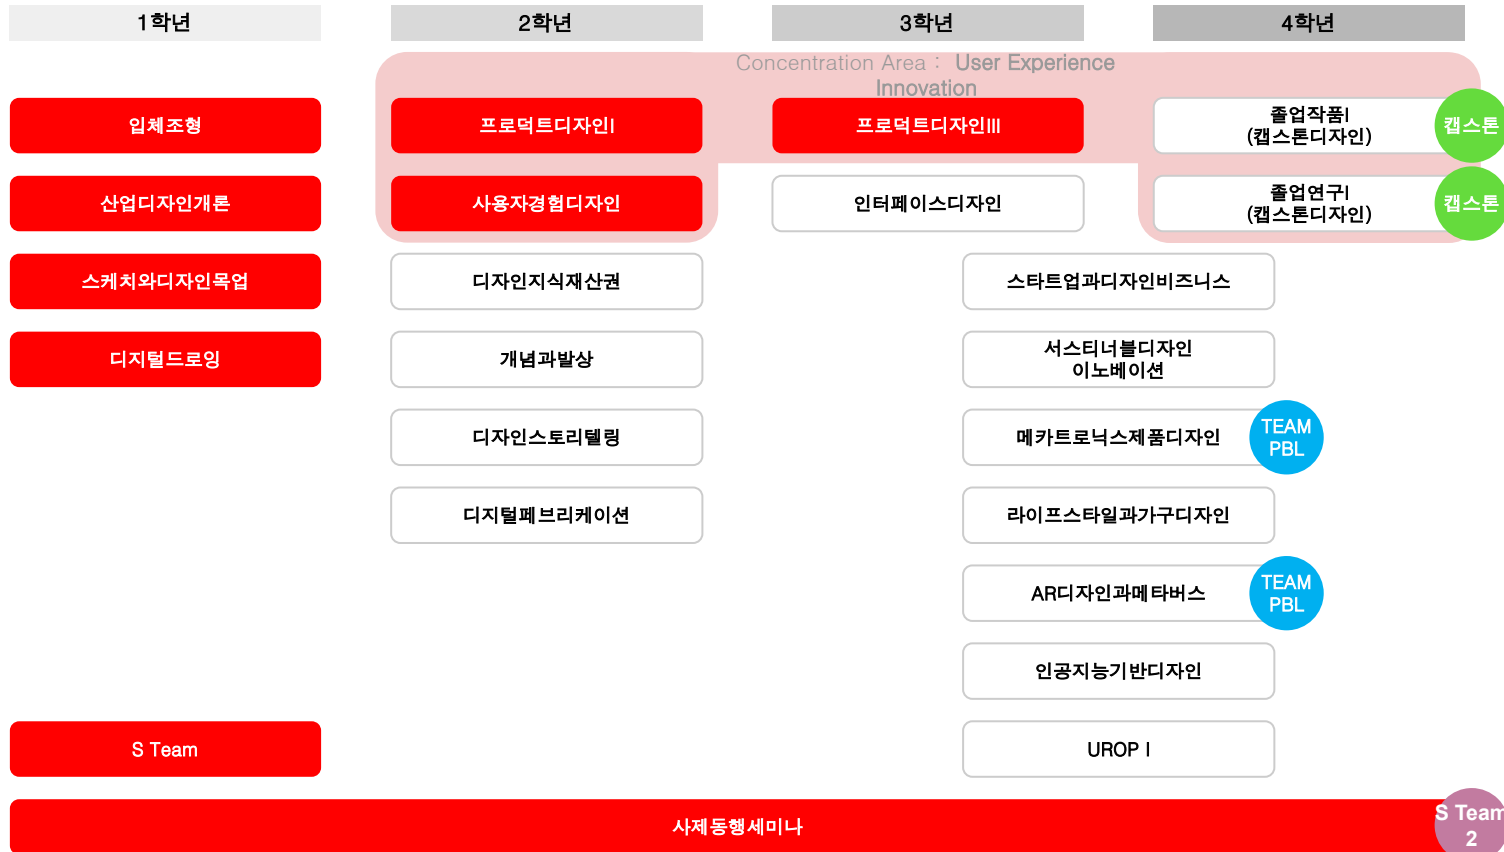 1학년
2학년
3학년
4학년
Concentration Area : User Experience
Innovation
입체조형
프로덕트디자인I
프로덕트디자인III
졸업작품I
(캡스톤디자인)
캡스톤
산업디자인개론
사용자경험디자인
인터페이스디자인
졸업연구I
(캡스톤디자인)
캡스톤
스케치와디자인목업
디자인지식재산권
스타트업과디자인비즈니스
디지털드로잉
개념과발상
서스티너블디자인
이노베이션
디자인스토리텔링
메카트로닉스제품디자인
TEAM
PBL
디지털페브리케이션
라이프스타일과가구디자인
AR디자인과메타버스
TEAM
PBL
인공지능기반디자인
S Team
UROP I
사제동행세미나
S Team
2